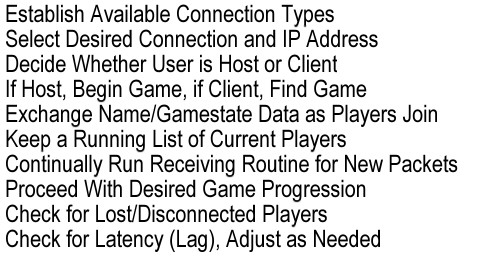 Establish Available Connection Types
Select Desired Connection and IP Address
Decide Whether User is Host or Client
If Host, Begin Game, if Client, Find Game
Exchange Name/Gamestate Data as Players Join
Keep a Running List of Current Players
Continually Run Receiving Routine for New Packets
Proceed With Desired Game Progression
Check for Lost/Disconnected Players
Check for Latency (Lag), Adjust as Needed